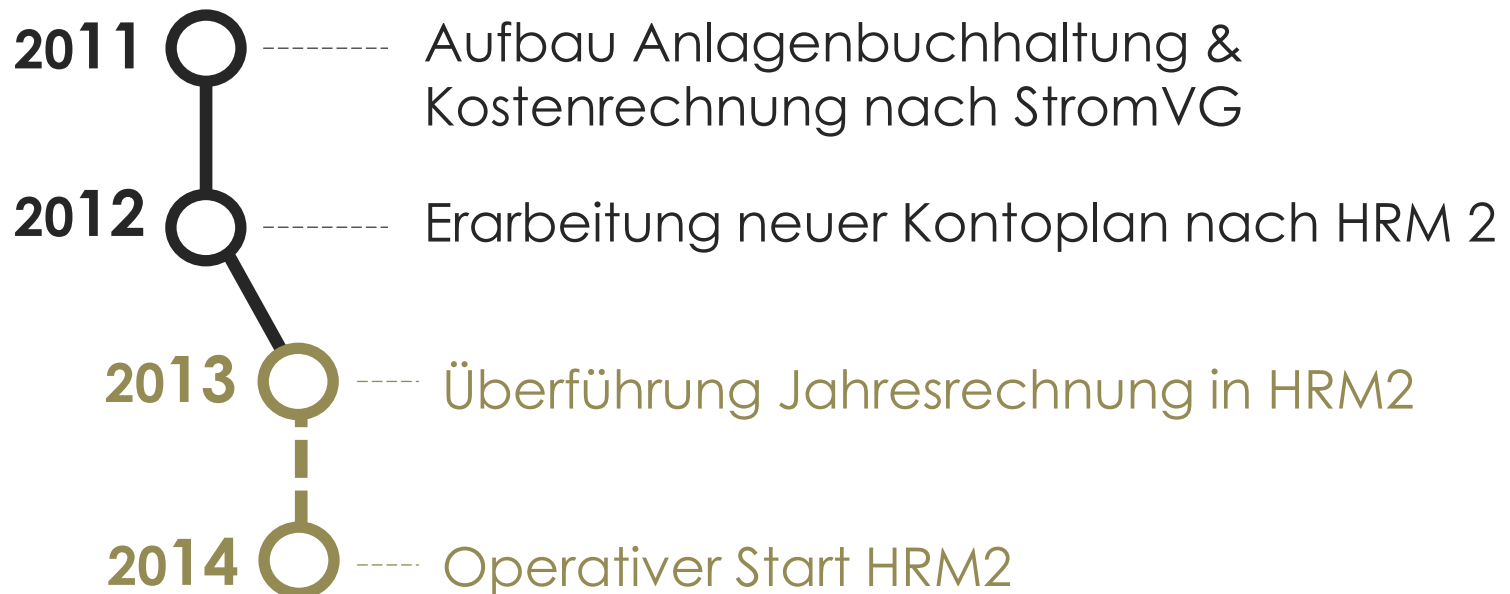 2011 Aufbau Anlagenbuchhaltung &
Kostenrechnung nach StromVG
2012 Erarbeitung neuer Kontoplan nach HRM 2
2013 Überführung Jahresrechnung in HRM2
2014 Operativer Start HRM2